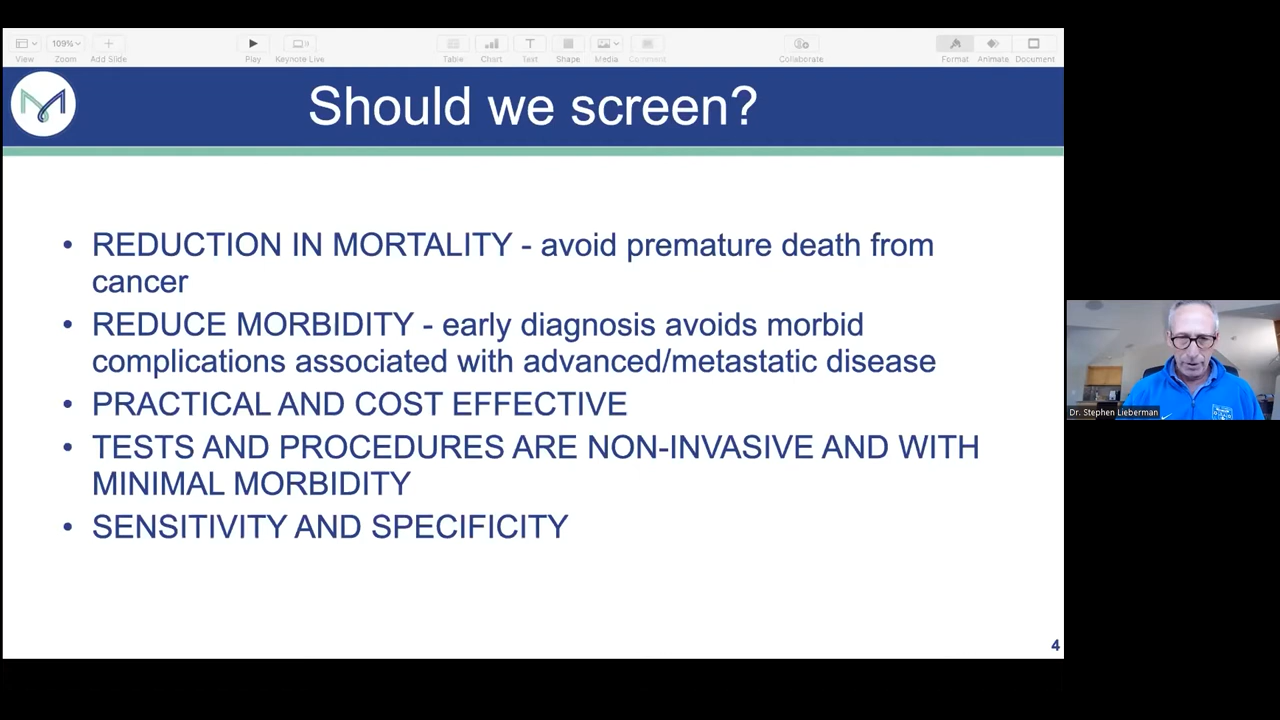 View
109%
Zoom
Add Slide
Play
Keynote Live
Table
Chart
Text
Shape
Media
Comment
Collaborate
Format
Animate
Document
Should we screen?
• REDUCTION IN MORTALITY - avoid premature death from
cancer
• REDUCE MORBIDITY - early diagnosis avoids morbid
complications associated with advanced/metastatic disease
• PRACTICAL AND COST EFFECTIVE
• TESTS AND PROCEDURES ARE NON-INVASIVE AND WITH
MINIMAL MORBIDITY
• SENSITIVITY AND SPECIFICITY
4
Dr. Stephen Lieberman